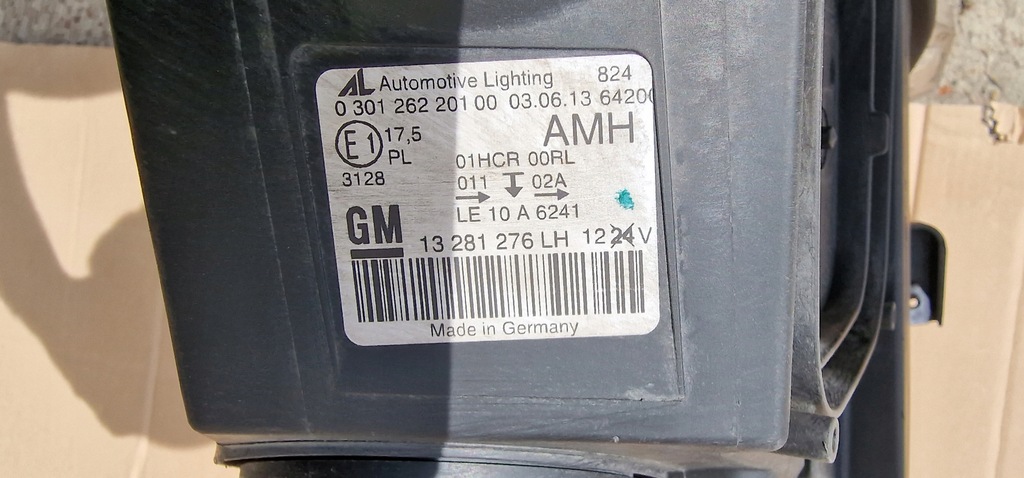 AL Automotive Lighting 824
0 301 262 201 00 03.06.13 64200
E1 17,5 AMH
PL 01HCR 00RL
3128 011 02A
LE 10 A 6241
GM 13 281 276 LH 12 24 V
Made in Germany